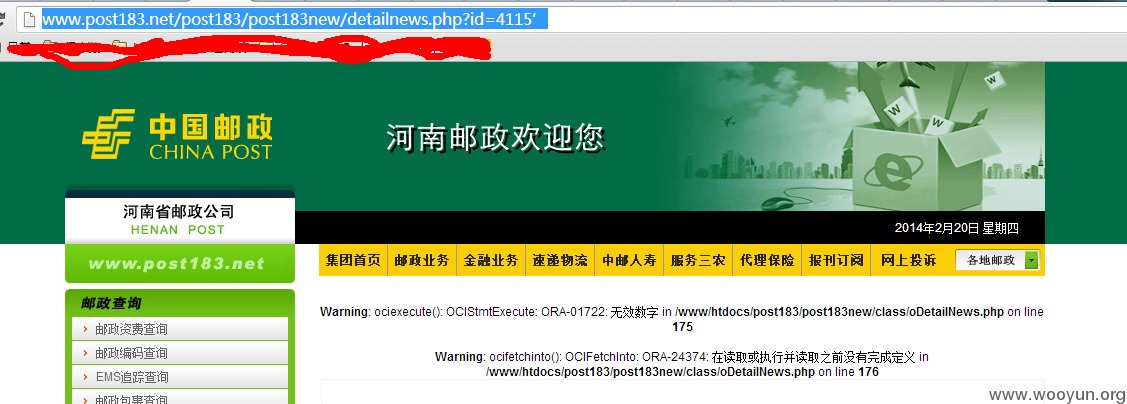 www.post183.net/post183/post183new/detailnews.php?id=4115‘
中国邮政
CHINA POST
河南邮政欢迎您
W
W
W
e
河南省邮政公司
HENAN POST
2014年2月20日 星期四
www.post183.net
集团首页 邮政业务 金融业务 速递物流 中邮人寿 服务三农 代理保险 报刊订阅 网上投诉 各地邮政
邮政查询
邮政资费查询
邮政编码查询
EMS追踪查询
邮政包裹查询
Warning: ociexecute(): OCIStmtExecute: ORA-01722: 无效数字 in /www/htdocs/post183/post183new/class/oDetailNews.php on line
175
Warning: ocifetchinto(): OCIFetchInto: ORA-24374: 在读取或执行并读取之前没有完成定义 in
/www/htdocs/post183/post183new/class/oDetailNews.php on line 176
www.wooyun.org